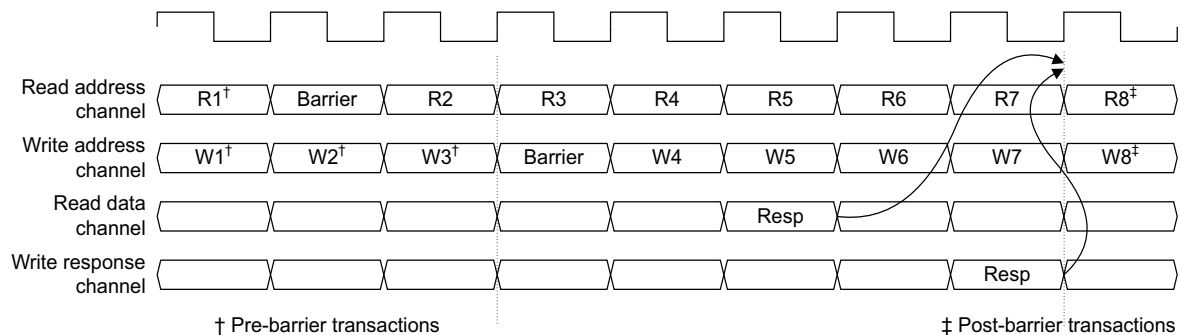 Read address channel R1† Barrier R2 R3 R4 R5 R6 R7 R8‡
Write address channel W1† W2† W3† Barrier W4 W5 W6 W7 W8‡
Read data channel Resp
Write response channel Resp
† Pre-barrier transactions ‡ Post-barrier transactions